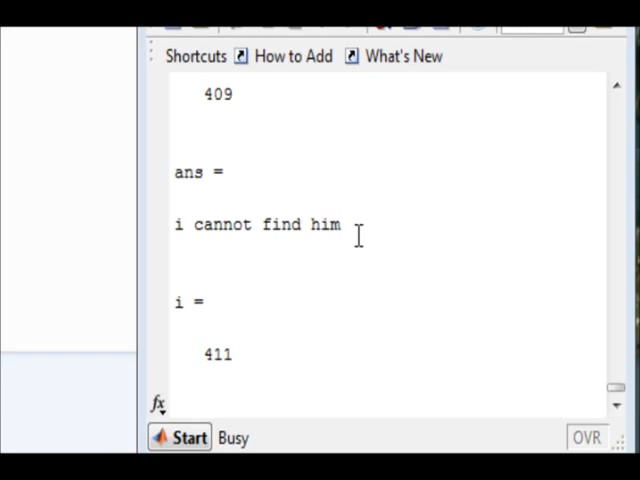 Shortcuts How to Add What's New
409
ans =
i cannot find him
i =
411
fx
Start Busy
OVR